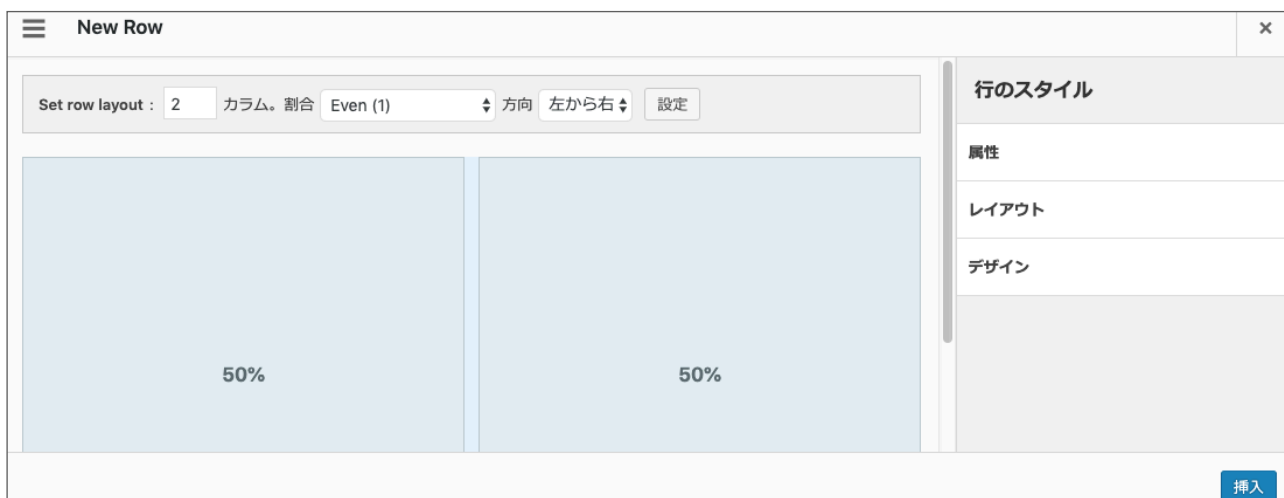 New Row
×
Set row layout : 2 カラム。割合 Even (1) 方向 左から右 設定
行のスタイル
属性
レイアウト
デザイン
50% 50%
挿入